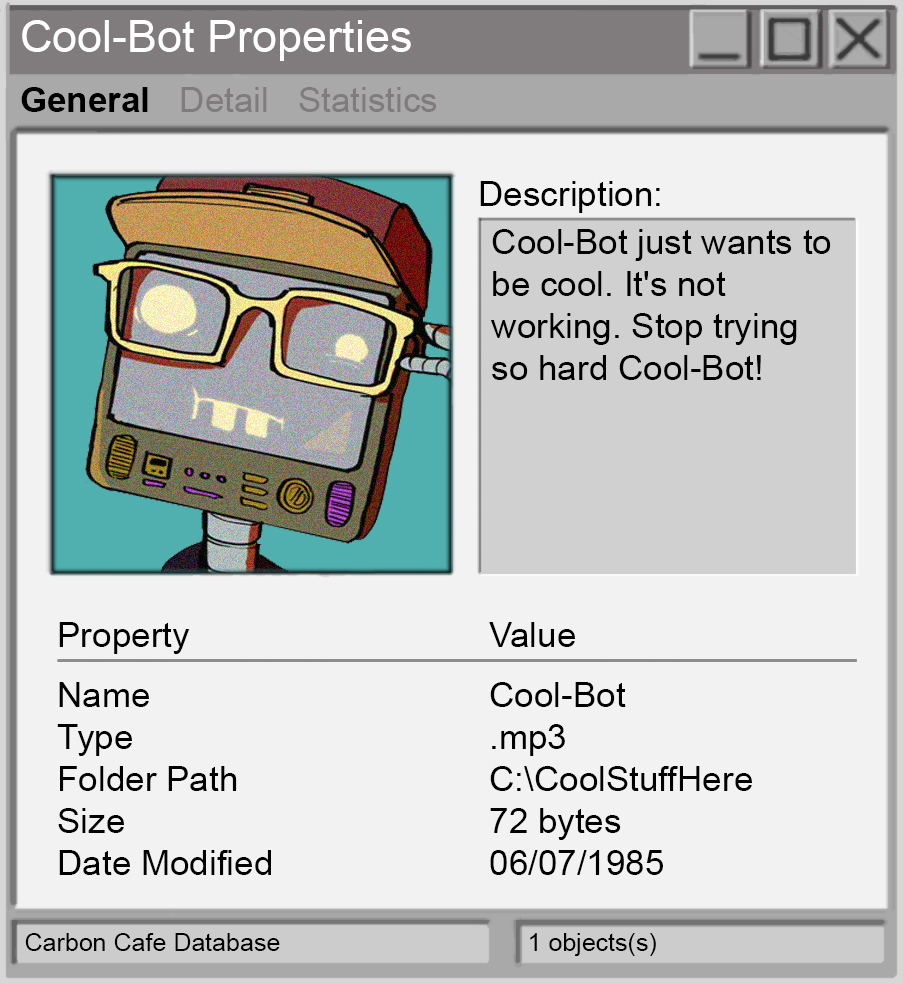 Cool-Bot Properties
General Detail Statistics
Description:
Cool-Bot just wants to
be cool. It's not
working. Stop trying
so hard Cool-Bot!
Property Value
Name Cool-Bot
Type .mp3
Folder Path C:\CoolStuffHere
Size 72 bytes
Date Modified 06/07/1985
Carbon Cafe Database 1 objects(s)